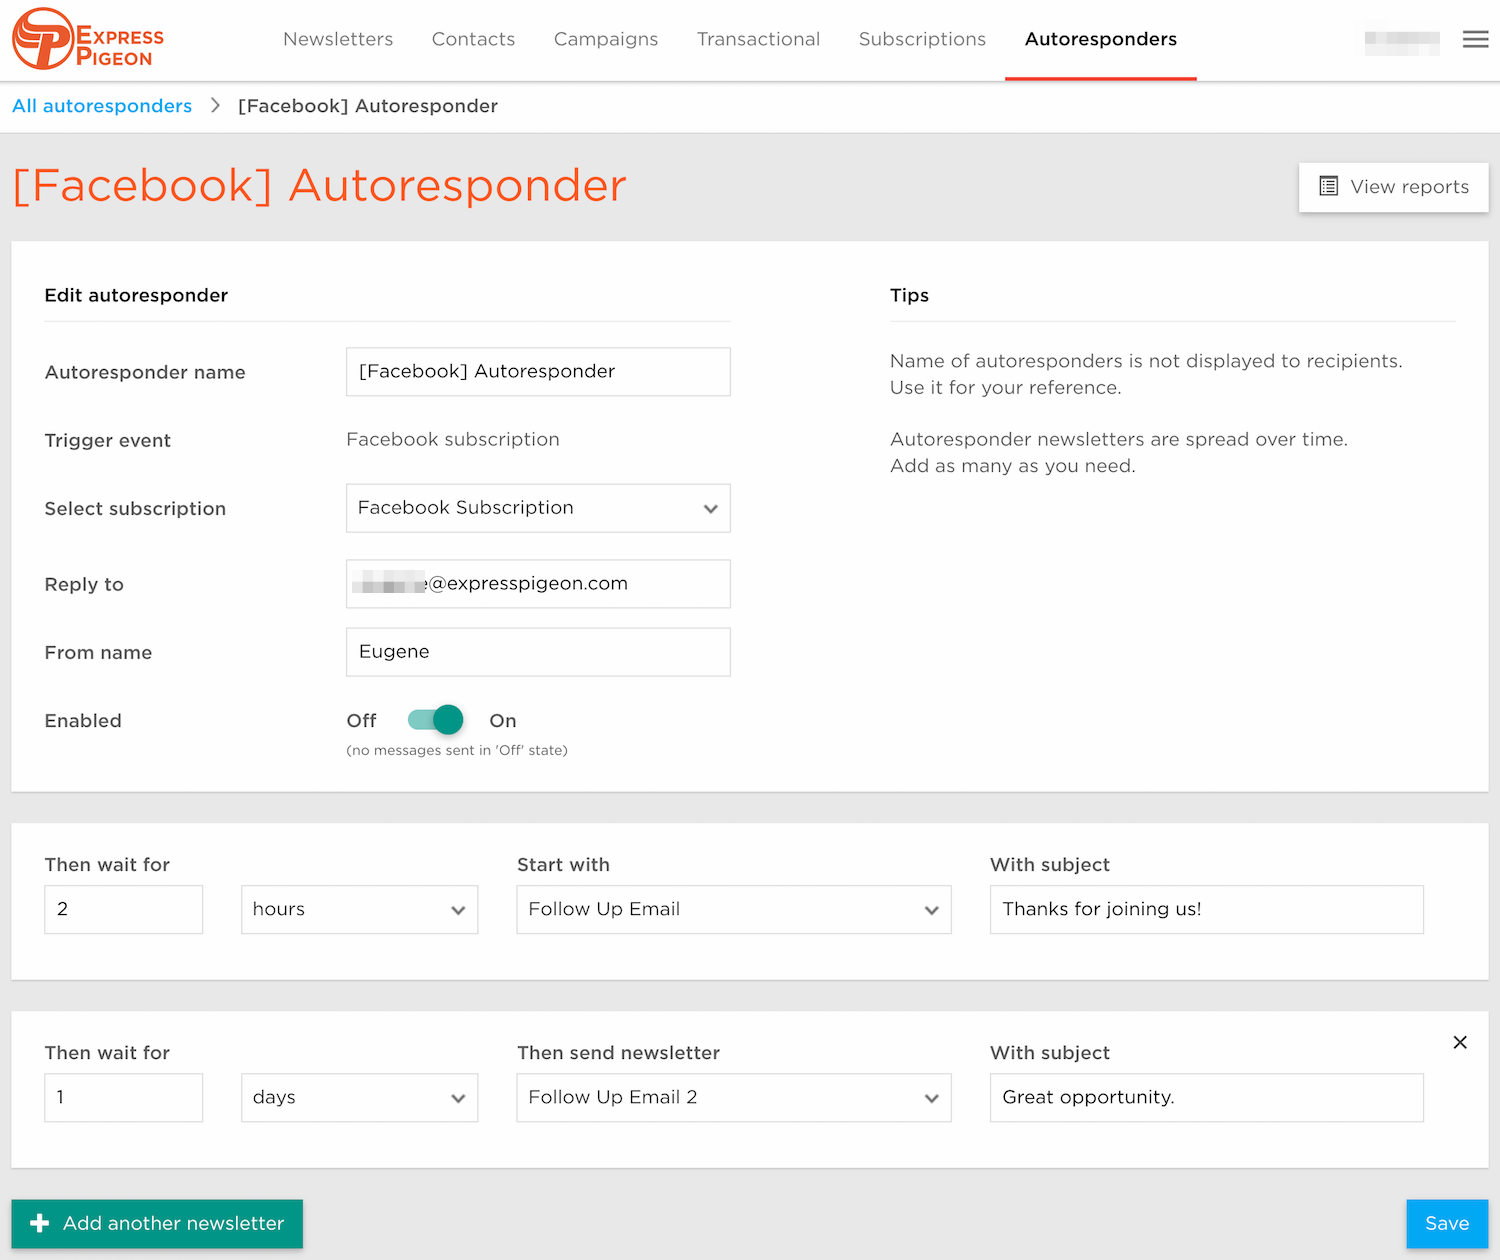 EXPRESS
PIGEON
Newsletters Contacts Campaigns Transactional Subscriptions Autoresponders
All autoresponders > [Facebook] Autoresponder
[Facebook] Autoresponder
View reports
Edit autoresponder
Autoresponder name [Facebook] Autoresponder
Trigger event Facebook subscription
Select subscription Facebook Subscription
Reply to e@expresspigeon.com
From name Eugene
Enabled Off On
(no messages sent in 'Off' state)
Tips
Name of autoresponders is not displayed to recipients.
Use it for your reference.
Autoresponder newsletters are spread over time.
Add as many as you need.
Then wait for Start with With subject
2 hours Follow Up Email Thanks for joining us!
Then wait for Then send newsletter With subject
1 days Follow Up Email 2 Great opportunity.
Add another newsletter Save